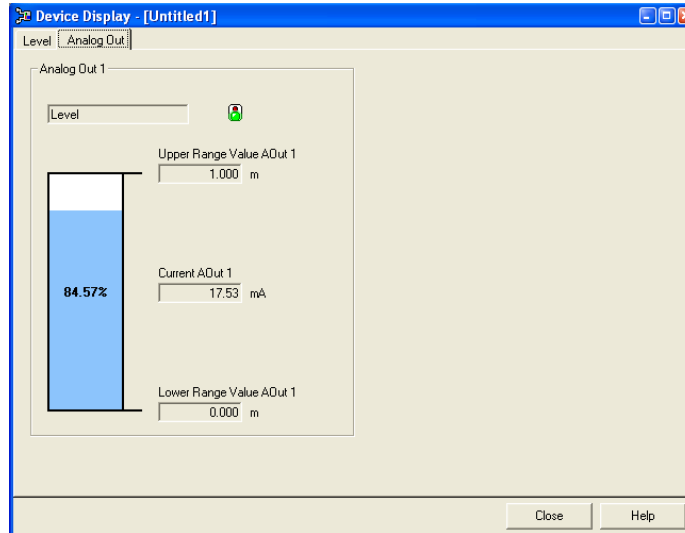 Device Display - [Untitled1]
Level Analog Out
Analog Out 1
Level
Upper Range Value AOut 1
1.000 m
Current AOut 1
84.57% 17.53 mA
Lower Range Value AOut 1
0.000 m
Close Help